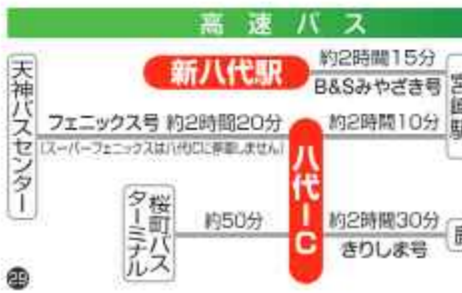 高速バス
天神バスセンター
新八代駅
約2時間15分
B&Sみやざき号
宮崎駅
フェニックス号 約2時間20分
(スーパーフェニックスは八代ICに停車しません)
八代IC
約2時間10分
桜町バス
ターミナル
約50分
約2時間30分
きりしま号
29